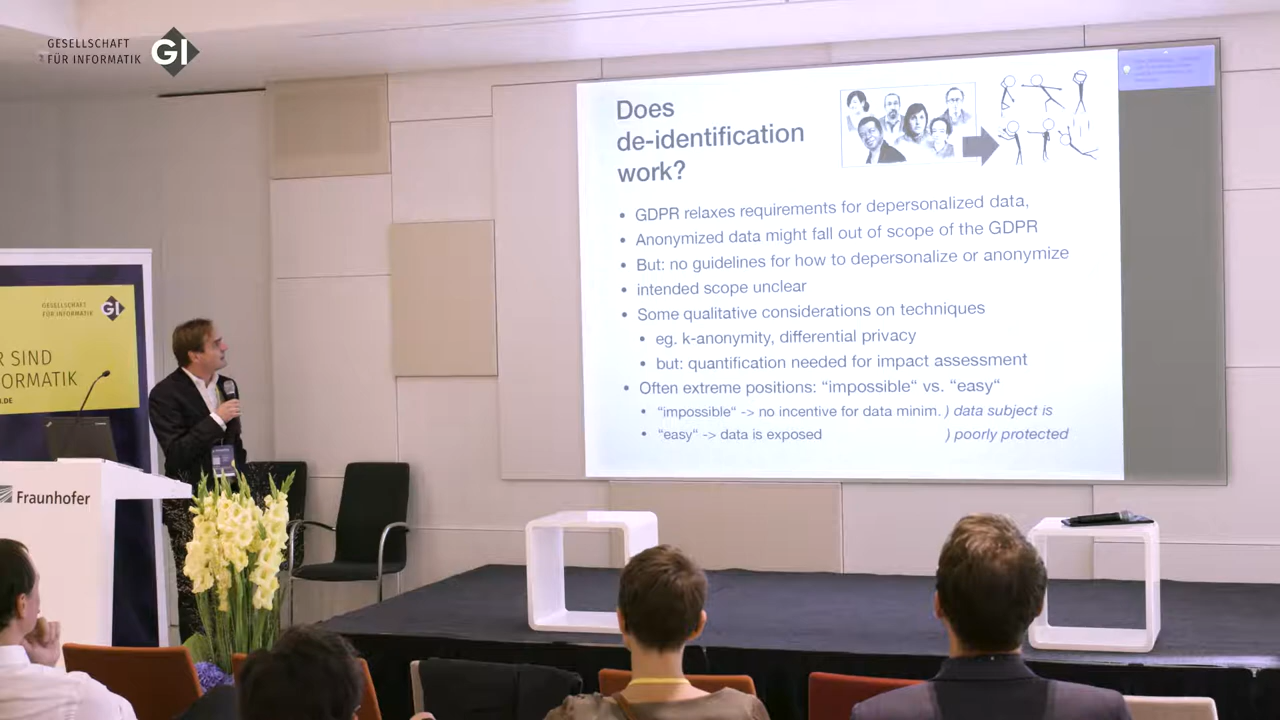 GESELLSCHAFT
FÜR INFORMATIK
GI
Does
de-identification
work?
• GDPR relaxes requirements for depersonalized data,
• Anonymized data might fall out of scope of the GDPR
• But: no guidelines for how to depersonalize or anonymize
• intended scope unclear
• Some qualitative considerations on techniques
• eg. k-anonymity, differential privacy
• but: quantification needed for impact assessment
• Often extreme positions: “impossible“ vs. “easy“
• “impossible“ -> no incentive for data minim. ) data subject is
• “easy“ -> data is exposed ) poorly protected
GESELLSCHAFT
FÜR INFORMATIK
GI
R SIND
FORMATIK
.DE
Fraunhofer